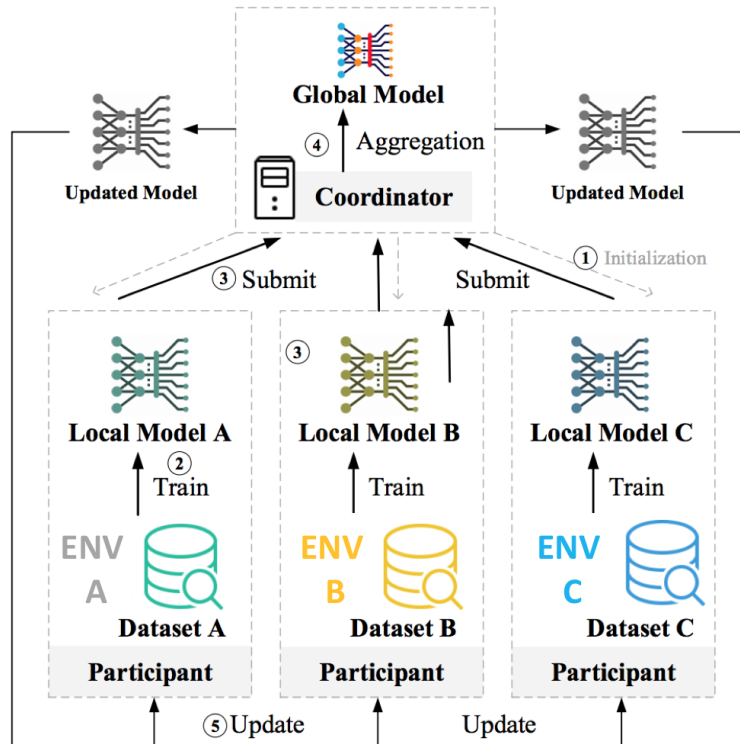 Global Model
④ Aggregation
Updated Model
Updated Model
Coordinator
① Initialization
③ Submit
Submit
③
Local Model A
Local Model B
Local Model C
②
Train
Train
Train
ENV
A
ENV
B
ENV
C
Dataset A
Dataset B
Dataset C
Participant
Participant
Participant
⑤ Update
Update